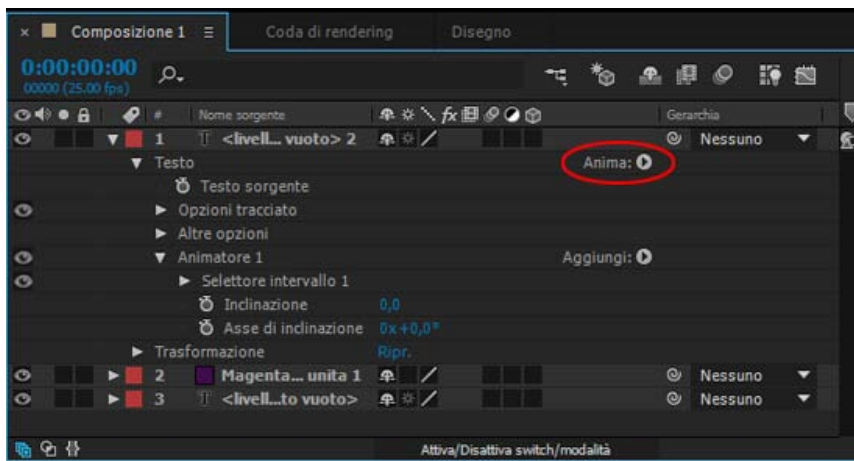 × Composizione 1 ≡ Coda di rendering Disegno
0:00:00:00
00000 (25.00 fps)
# Nome sorgente fx Gerarchia
1 T <livell... vuoto> 2 Nessuno
Testo Anima:
Testo sorgente
Opzioni tracciato
Altre opzioni
Animatore 1 Aggiungi:
Selettore intervallo 1
Inclinazione 0,0
Asse di inclinazione 0x+0,0°
Trasformazione Ripr.
2 Magenta... unita 1 Nessuno
3 T <livell...to vuoto> Nessuno
Attiva/Disattiva switch/modalità